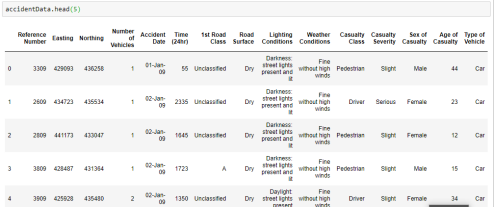 accidentData.head(5)
Reference Number Easting Northing Number of Vehicles Accident Date Time (24hr) 1st Road Class Road Surface Lighting Conditions Weather Conditions Casualty Class Casualty Severity Sex of Casualty Age of Casualty Type of Vehicle
0 3309 429093 436258 1 01-Jan-09 55 Unclassified Dry Darkness: street lights present and lit Fine without high winds Pedestrian Slight Male 44 Car
1 2609 434723 435534 1 02-Jan-09 2335 Unclassified Dry Darkness: street lights present and lit Fine without high winds Driver Serious Female 23 Car
2 2809 441173 433047 1 02-Jan-09 1645 Unclassified Dry Darkness: street lights present and lit Fine without high winds Pedestrian Slight Female 12 Car
3 3809 428487 431364 1 02-Jan-09 1723 A Dry Darkness: street lights present and lit Fine without high winds Pedestrian Slight Male 15 Car
4 3909 425928 435480 2 02-Jan-09 1350 Unclassified Dry Daylight: street lights present Fine without high winds Driver Slight Female 34 Car